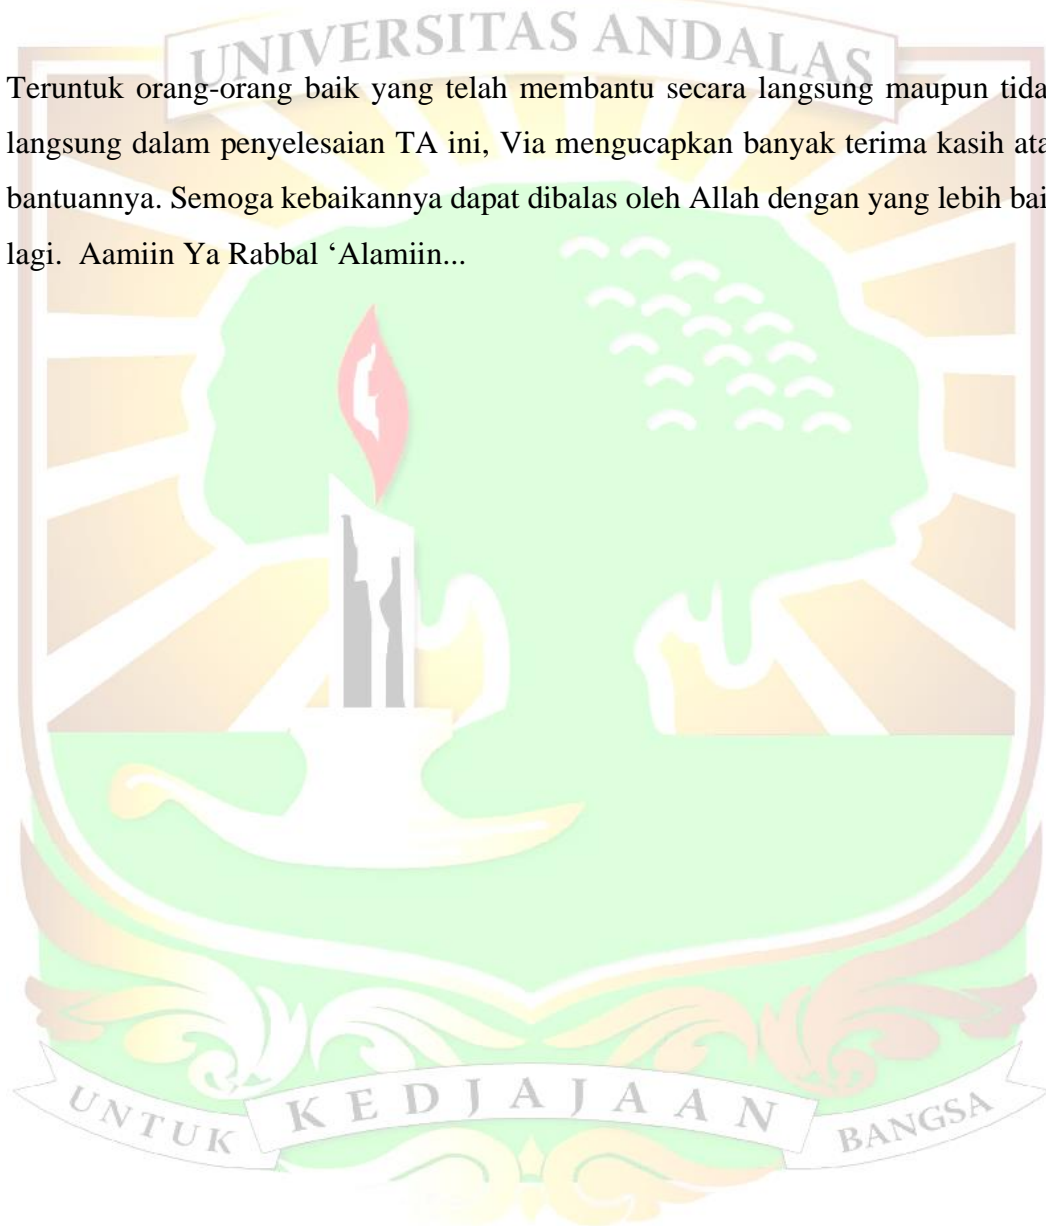 UNIVERSITAS ANDALAS
Teruntuk orang-orang baik yang telah membantu secara langsung maupun tida
langsung dalam penyelesaian TA ini, Via mengucapkan banyak terima kasih ata
bantuannya. Semoga kebaikannya dapat dibalas oleh Allah dengan yang lebih bai
lagi. Aamiin Ya Rabbal ‘Alamiin...
UNTUK KEDJAJAAN BANGSA